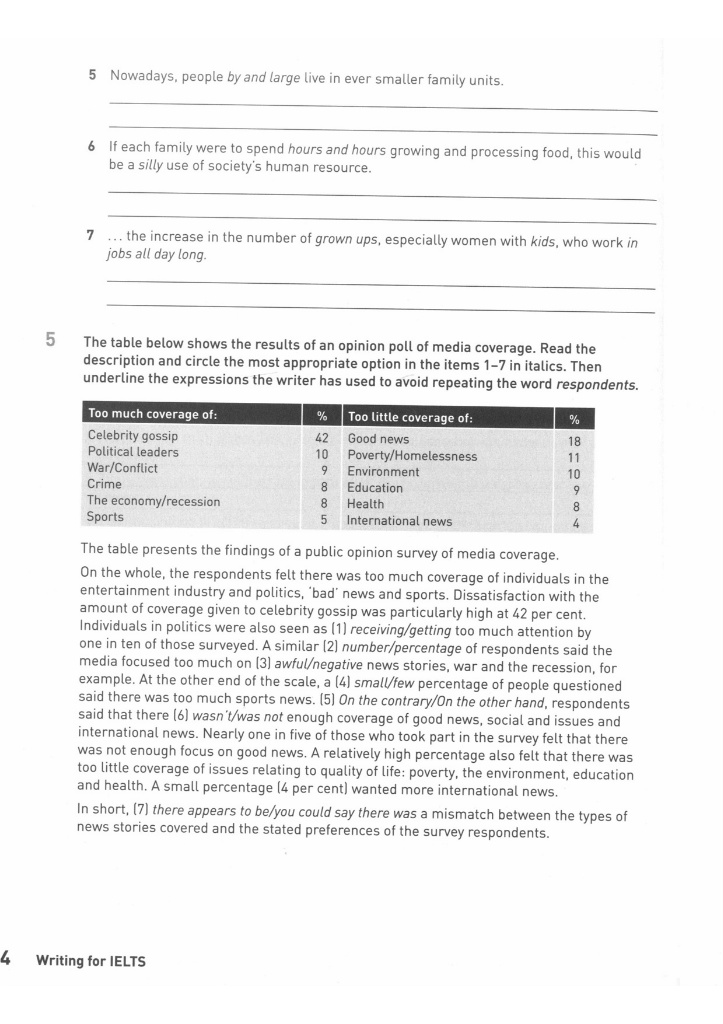 5 Nowadays, people by and large live in ever smaller family units.
6 If each family were to spend hours and hours growing and processing food, this would
be a silly use of society's human resource.
7 ... the increase in the number of grown ups, especially women with kids, who work in
jobs all day long.
5 The table below shows the results of an opinion poll of media coverage. Read the
description and circle the most appropriate option in the items 1–7 in italics. Then
underline the expressions the writer has used to avoid repeating the word respondents.
Too much coverage of: % Too little coverage of: %
Celebrity gossip 42 Good news 18
Political leaders 10 Poverty/Homelessness 11
War/Conflict 9 Environment 10
Crime 8 Education 9
The economy/recession 8 Health 8
Sports 5 International news 4
The table presents the findings of a public opinion survey of media coverage.
On the whole, the respondents felt there was too much coverage of individuals in the
entertainment industry and politics, 'bad' news and sports. Dissatisfaction with the
amount of coverage given to celebrity gossip was particularly high at 42 per cent.
Individuals in politics were also seen as (1) receiving/getting too much attention by
one in ten of those surveyed. A similar (2) number/percentage of respondents said the
media focused too much on (3) awful/negative news stories, war and the recession, for
example. At the other end of the scale, a (4) small/few percentage of people questioned
said there was too much sports news. (5) On the contrary/On the other hand, respondents
said that there (6) wasn't/was not enough coverage of good news, social and issues and
international news. Nearly one in five of those who took part in the survey felt that there
was not enough focus on good news. A relatively high percentage also felt that there was
too little coverage of issues relating to quality of life: poverty, the environment, education
and health. A small percentage (4 per cent) wanted more international news.
In short, (7) there appears to be/you could say there was a mismatch between the types of
news stories covered and the stated preferences of the survey respondents.
4 Writing for IELTS